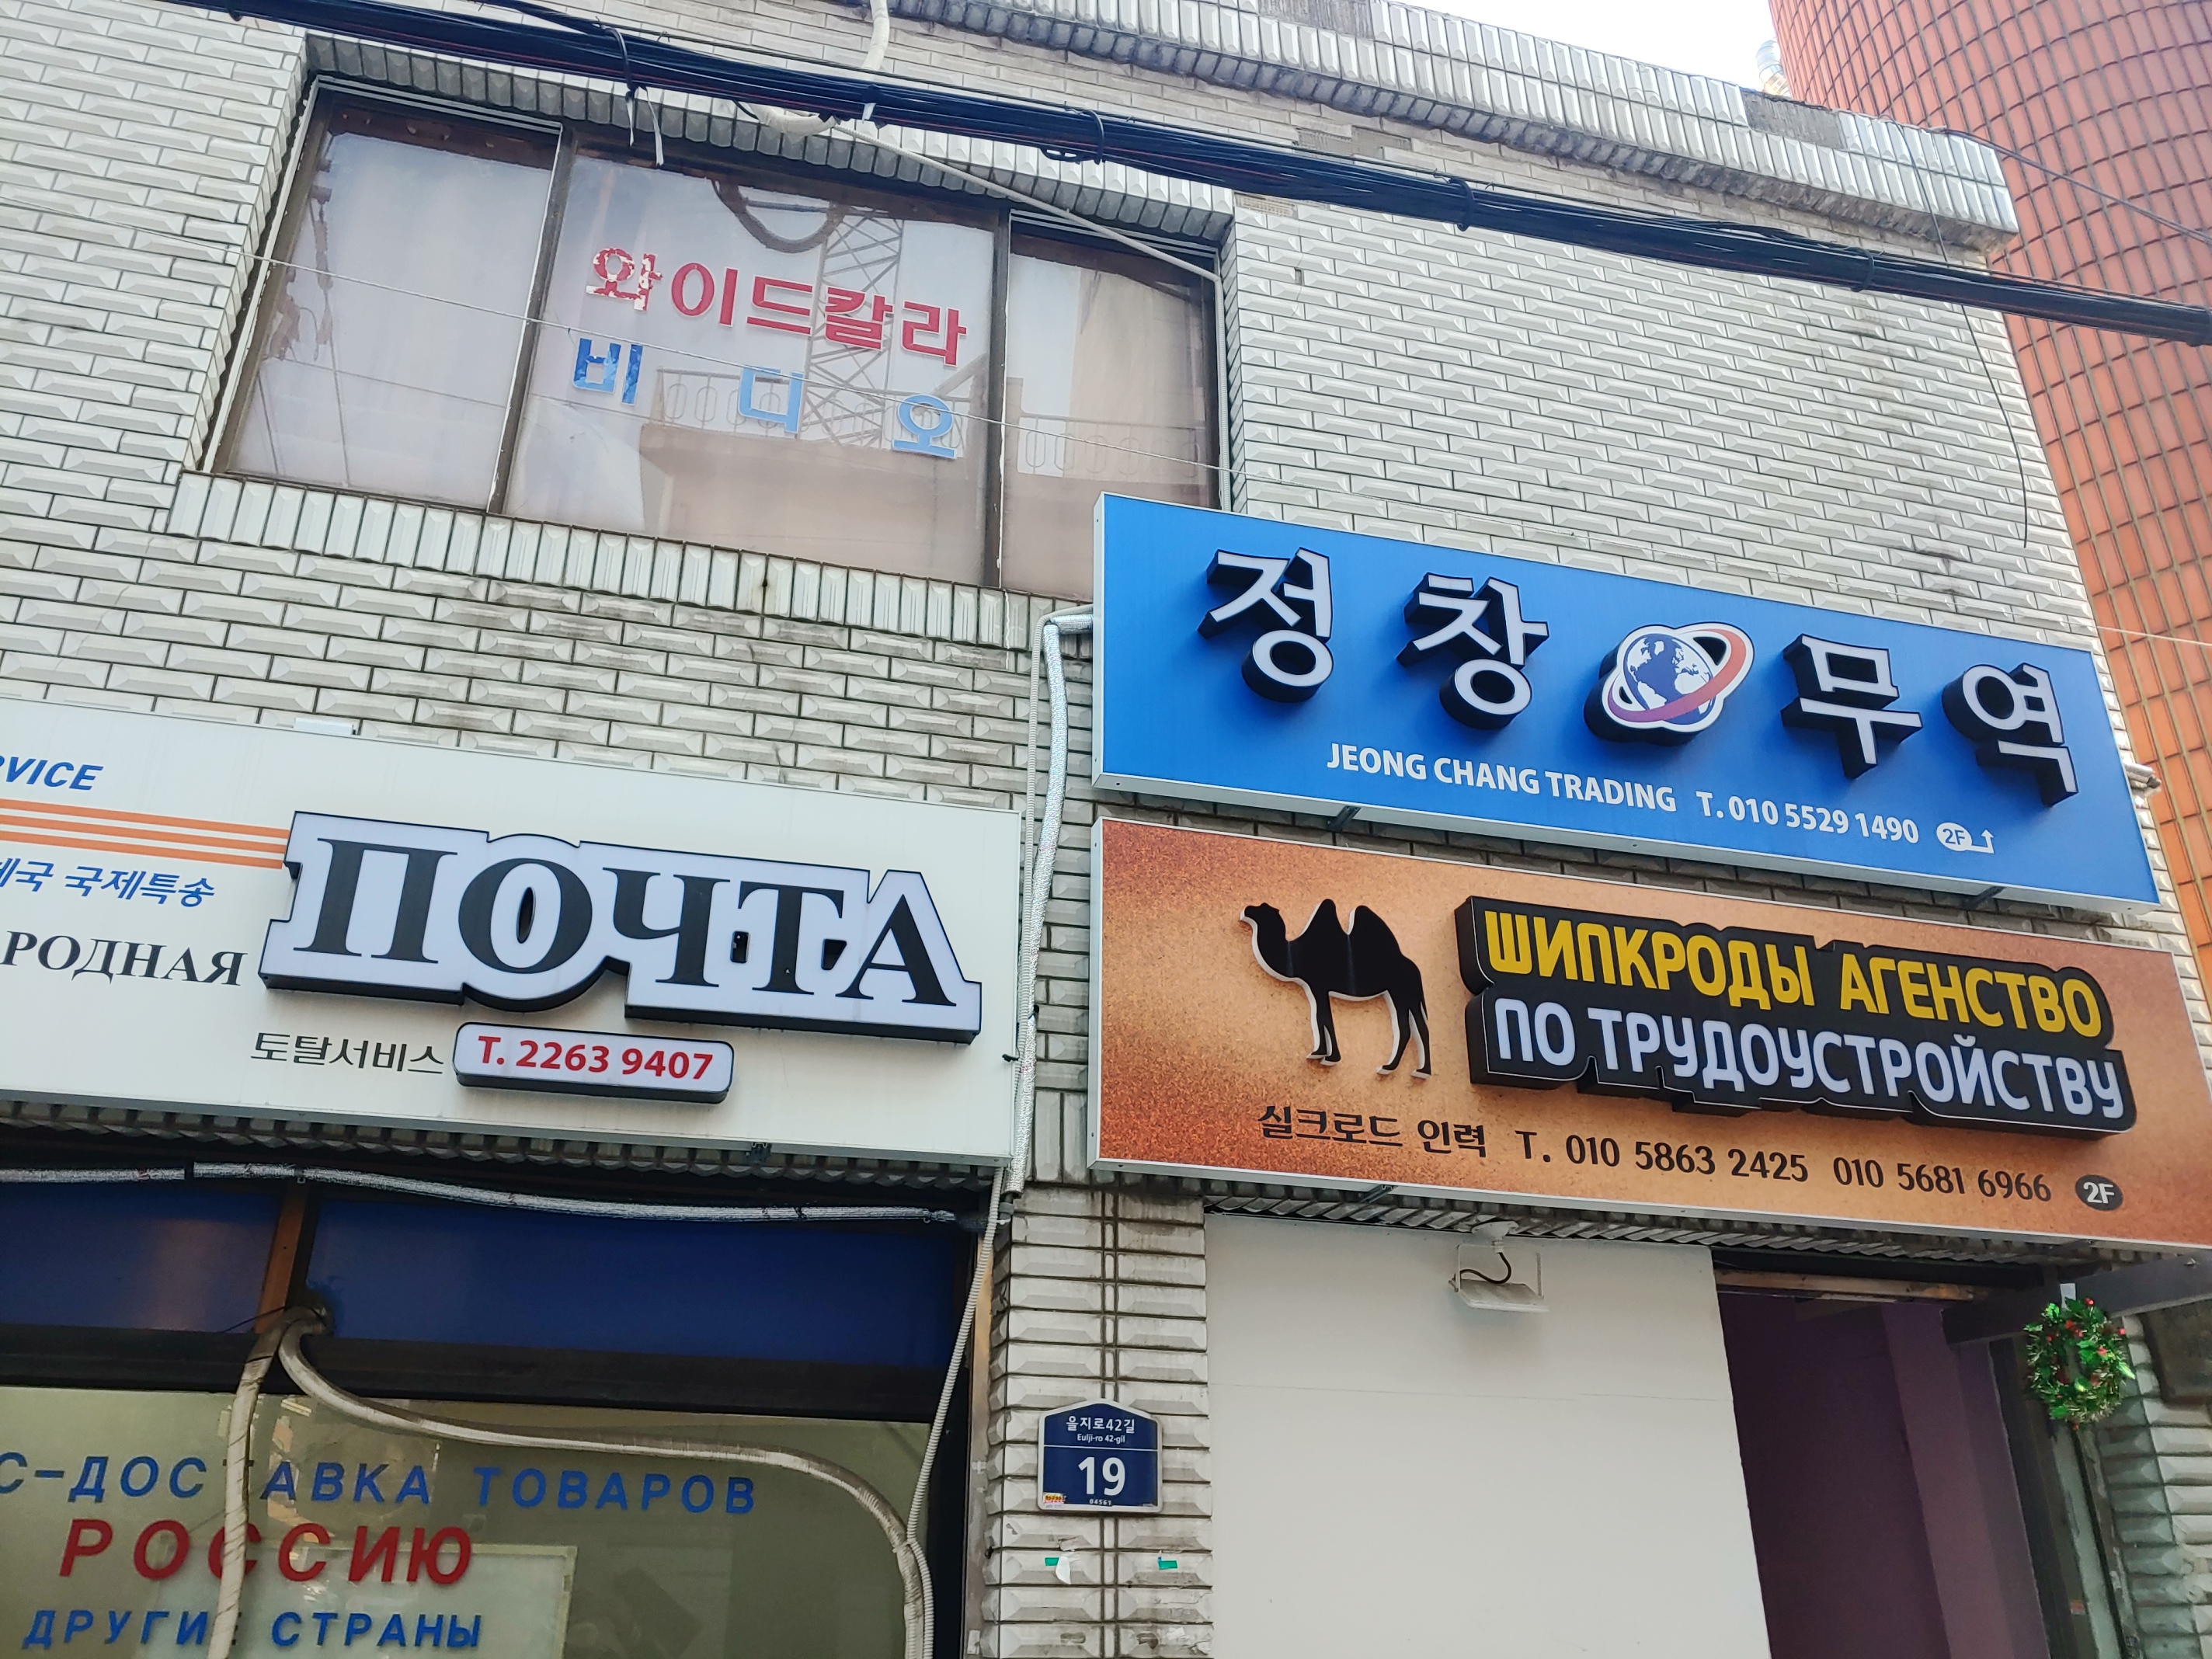 와이드칼라
비디오
정창무역
JEONG CHANG TRADING T. 010 5529 1490 2F
ПОЧТА
국제특송
토탈서비스 T. 2263 9407
ШИПКРОДЫ АГЕНСТВО
ПО ТРУДОУСТРОЙСТВУ
실크로드 인력 T. 010 5863 2425 010 5681 6966 2F
을지로42길
Eulji-ro 42-gil
19
04561
ДОСТАВКА ТОВАРОВ
РОССИЮ
ДРУГИЕ СТРАНЫ